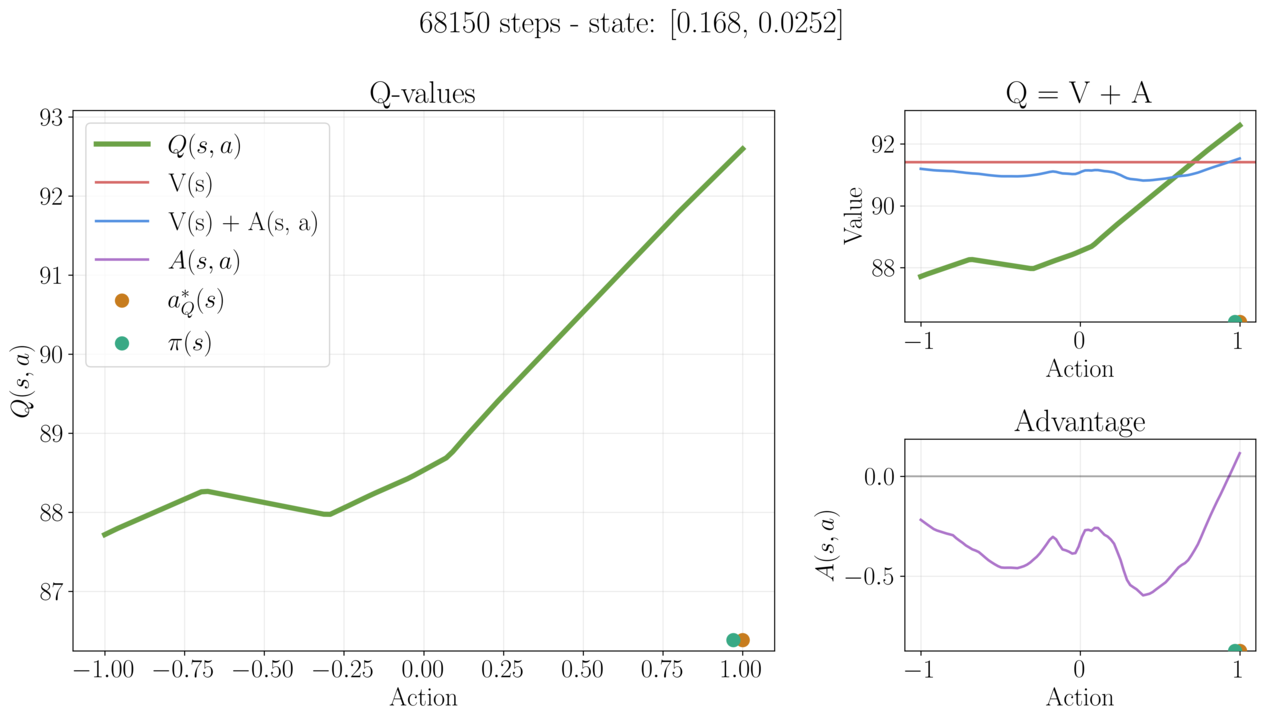 68150 steps - state: [0.168, 0.0252]
Q-values
Q(s, a)
93
92
91
90
89
88
87
Q(s, a)
V(s)
V(s) + A(s, a)
A(s, a)
a*Q(s)
π(s)
−1.00 −0.75 −0.50 −0.25 0.00 0.25 0.50 0.75 1.00
Action
Q = V + A
Value
92
90
88
−1 0 1
Action
Advantage
A(s, a)
0.0
−0.5
−1 0 1
Action